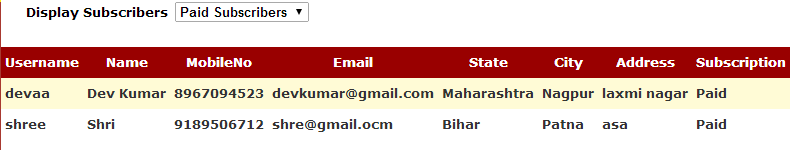 Display Subscribers Paid Subscribers
Username Name MobileNo Email State City Address Subscription
devaa Dev Kumar 8967094523 devkumar@gmail.com Maharashtra Nagpur laxmi nagar Paid
shree Shri 9189506712 shre@gmail.ocm Bihar Patna asa Paid